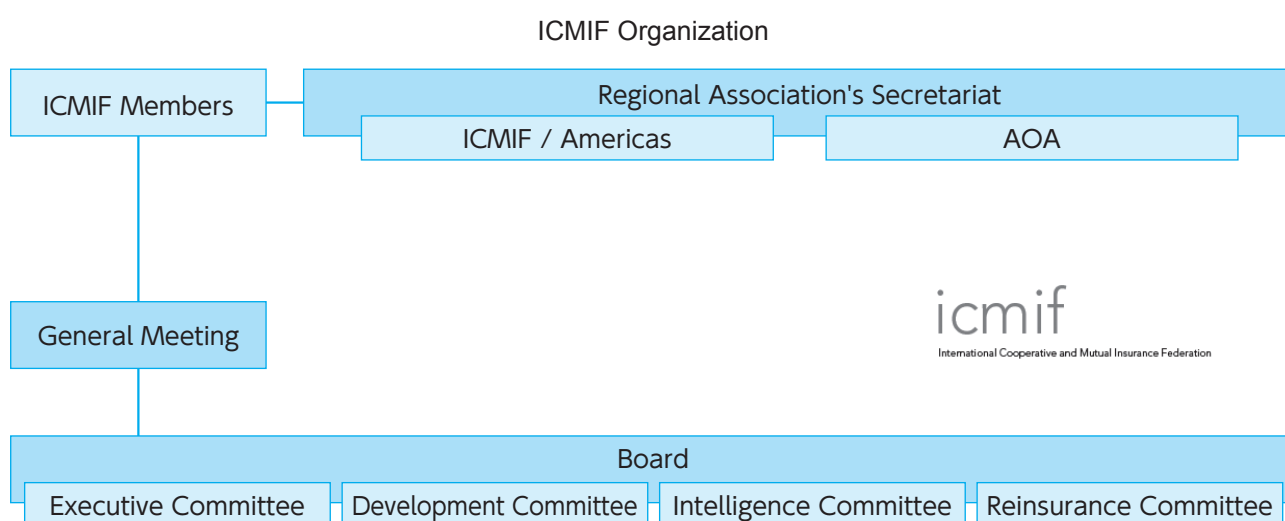 ICMIF Organization
ICMIF Members
Regional Association's Secretariat
ICMIF / Americas
AOA
General Meeting
icmif
International Cooperative and Mutual Insurance Federation
Board
Executive Committee
Development Committee
Intelligence Committee
Reinsurance Committee